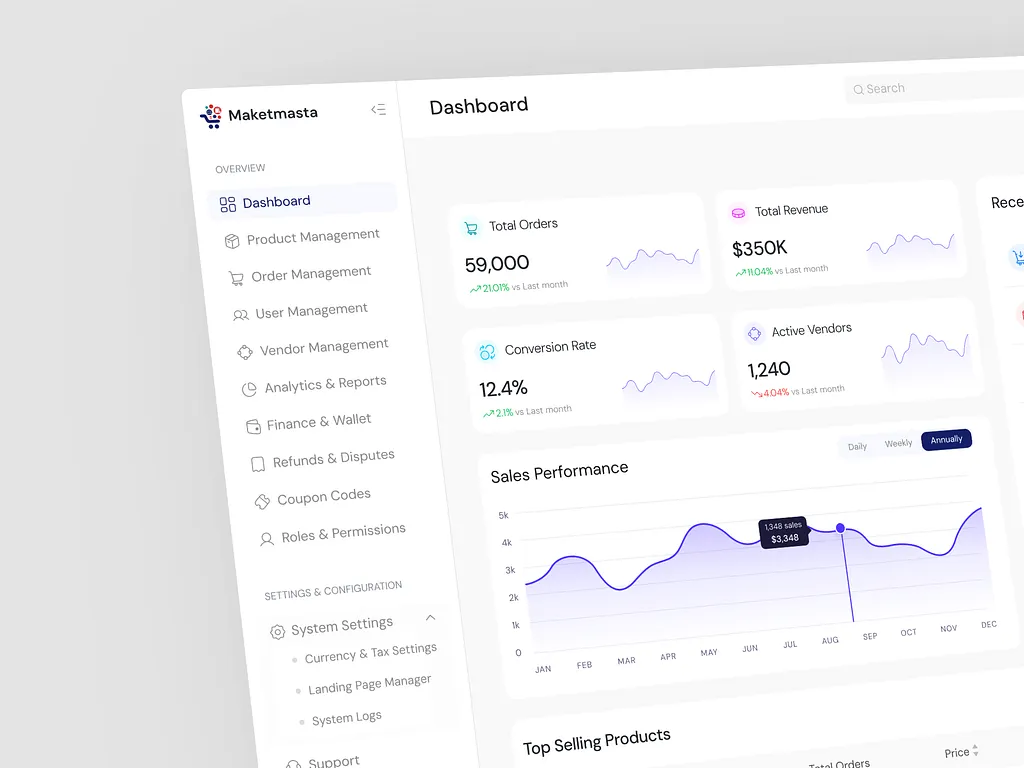 Maketmasta
OVERVIEW
Dashboard
Product Management
Order Management
User Management
Vendor Management
Analytics & Reports
Finance & Wallet
Refunds & Disputes
Coupon Codes
Roles & Permissions
SETTINGS & CONFIGURATION
System Settings
Currency & Tax Settings
Landing Page Manager
System Logs
Support
Dashboard
Search
Total Orders
59,000
21.01% vs Last month
Total Revenue
$350K
11.04% vs Last month
Conversion Rate
12.4%
2.1% vs Last month
Active Vendors
1,240
4.04% vs Last month
Rece
Sales Performance
Daily Weekly Annually
5k
4k
3k
2k
1k
0
1,348 sales
$3,348
JAN FEB MAR APR MAY JUN JUL AUG SEP OCT NOV DEC
Top Selling Products
Total Orders
Price